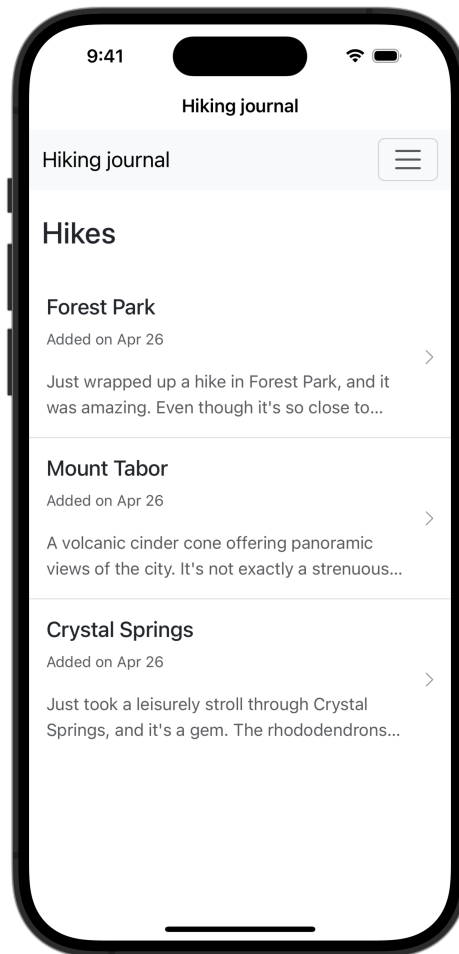 9:41
Hiking journal
Hiking journal
Hikes
Forest Park
Added on Apr 26
Just wrapped up a hike in Forest Park, and it
was amazing. Even though it's so close to...
Mount Tabor
Added on Apr 26
A volcanic cinder cone offering panoramic
views of the city. It's not exactly a strenuous...
Crystal Springs
Added on Apr 26
Just took a leisurely stroll through Crystal
Springs, and it's a gem. The rhododendrons...